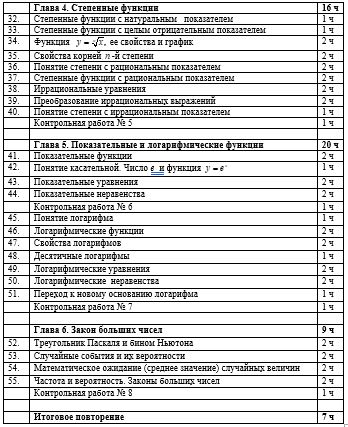 Глава 4. Степенные функции 16 ч
32. Степенные функции с натуральным показателем 1 ч
33. Степенные функции с целым отрицательным показателем 1 ч
34. Функция y = ⁿ√x, ее свойства и график 2 ч
35. Свойства корней n-й степени 2 ч
36. Понятие степени с рациональным показателем 2 ч
37. Степенные функции с рациональным показателем 2 ч
38. Иррациональные уравнения 2 ч
39. Преобразование иррациональных выражений 2 ч
40. Понятие степени с иррациональным показателем 1 ч
Контрольная работа № 5 1 ч
Глава 5. Показательные и логарифмические функции 20 ч
41. Показательные функции 2 ч
42. Понятие касательной. Число e и функция y = eˣ 1 ч
43. Показательные уравнения 2 ч
44. Показательные неравенства 2 ч
Контрольная работа № 6 1 ч
45. Понятие логарифма 1 ч
46. Логарифмические функции 2 ч
47. Свойства логарифмов 2 ч
48. Десятичные логарифмы 1 ч
49. Логарифмические уравнения 2 ч
50. Логарифмические неравенства 2 ч
51. Переход к новому основанию логарифма 1 ч
Контрольная работа № 7 1 ч
Глава 6. Закон больших чисел 9 ч
52. Треугольник Паскаля и бином Ньютона 2 ч
53. Случайные события и их вероятности 2 ч
54. Математическое ожидание (среднее значение) случайных величин 2 ч
55. Частота и вероятность. Законы больших чисел 2 ч
Контрольная работа № 8 1 ч
Итоговое повторение 7 ч